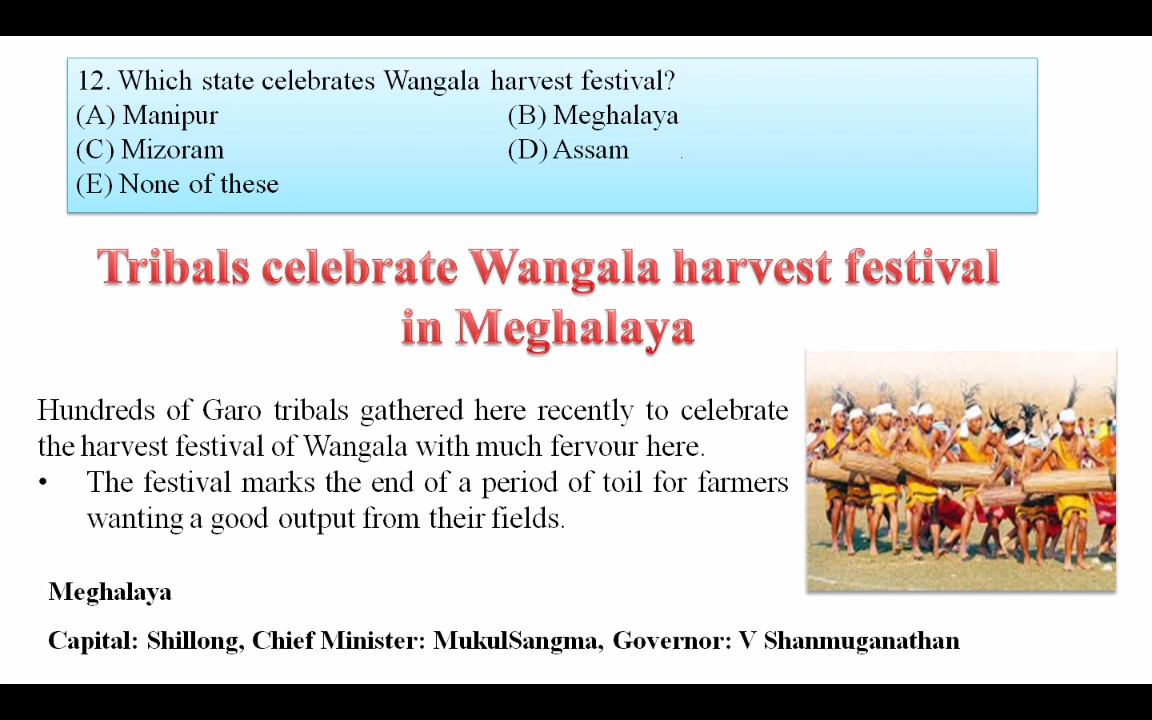 12. Which state celebrates Wangala harvest festival?
(A) Manipur (B) Meghalaya
(C) Mizoram (D) Assam
(E) None of these
Tribals celebrate Wangala harvest festival
in Meghalaya
Hundreds of Garo tribals gathered here recently to celebrate
the harvest festival of Wangala with much fervour here.
• The festival marks the end of a period of toil for farmers
wanting a good output from their fields.
Meghalaya
Capital: Shillong, Chief Minister: MukulSangma, Governor: V Shanmuganathan